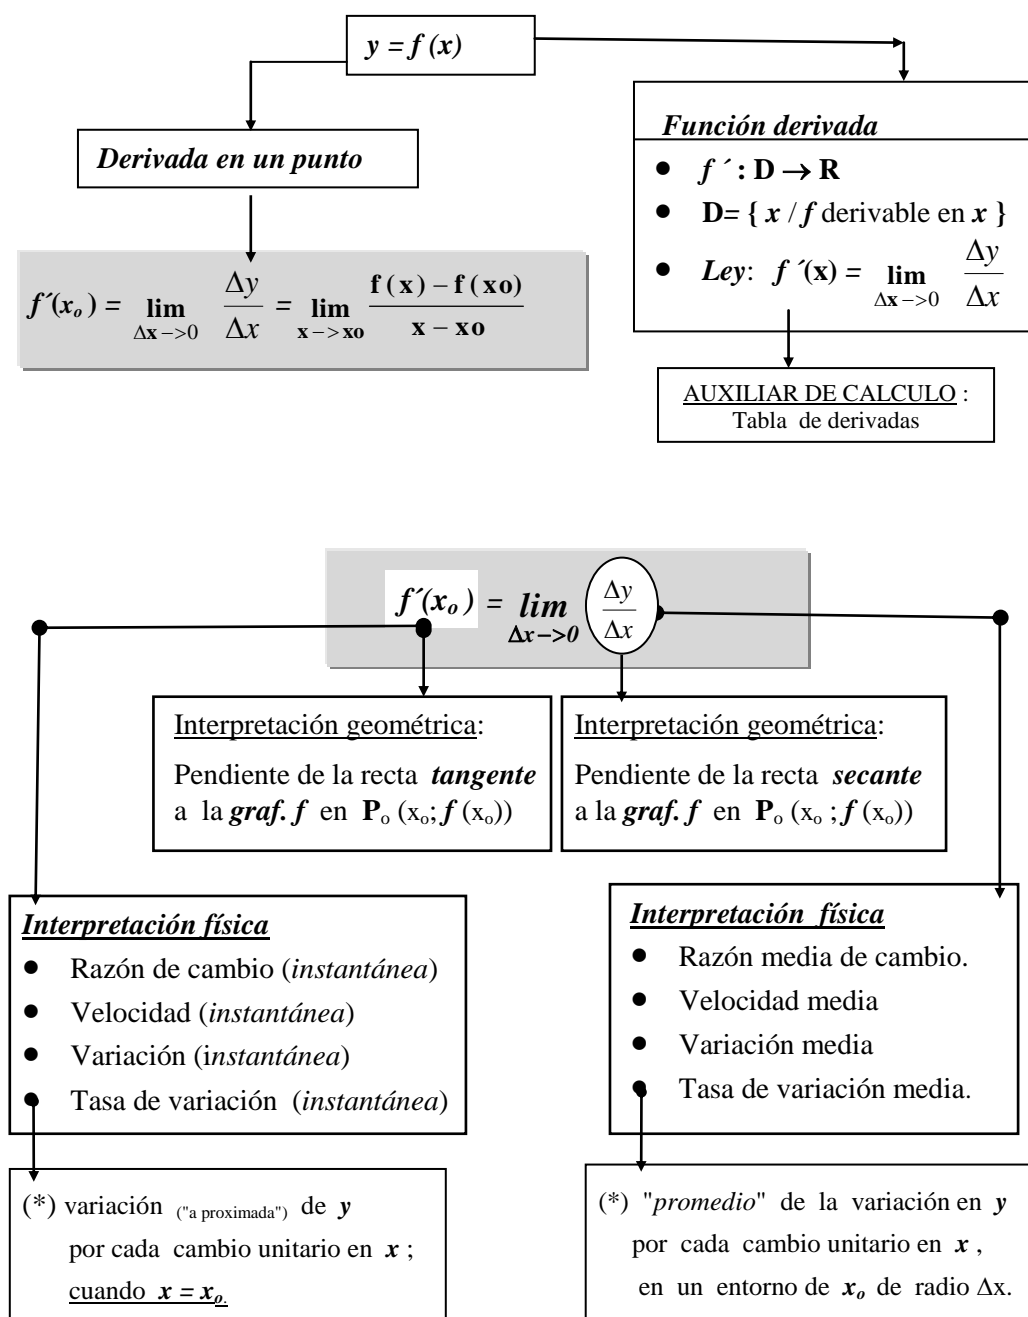 y = f (x)
Derivada en un punto
f´(xₒ) = lim Δx −>0 Δy/Δx = lim x −> xo f ( x ) − f ( xo) / x − xo
Función derivada
• f ´ : D → R
• D= { x / f derivable en x }
• Ley: f ´(x) = lim Δx −>0 Δy/Δx
AUXILIAR DE CALCULO :
Tabla de derivadas
f´(xₒ ) = lim Δx−>0 Δy/Δx
Interpretación geométrica:
Pendiente de la recta tangente
a la graf. f en Pₒ (xₒ; f (xₒ))
Interpretación geométrica:
Pendiente de la recta secante
a la graf. f en Pₒ (xₒ ; f (xₒ))
Interpretación física
• Razón de cambio (instantánea)
• Velocidad (instantánea)
• Variación (instantánea)
• Tasa de variación (instantánea)
Interpretación física
• Razón media de cambio.
• Velocidad media
• Variación media
• Tasa de variación media.
(*) variación ("a proximada") de y
por cada cambio unitario en x ;
cuando x = xₒ.
(*) "promedio" de la variación en y
por cada cambio unitario en x ,
en un entorno de xₒ de radio Δx.